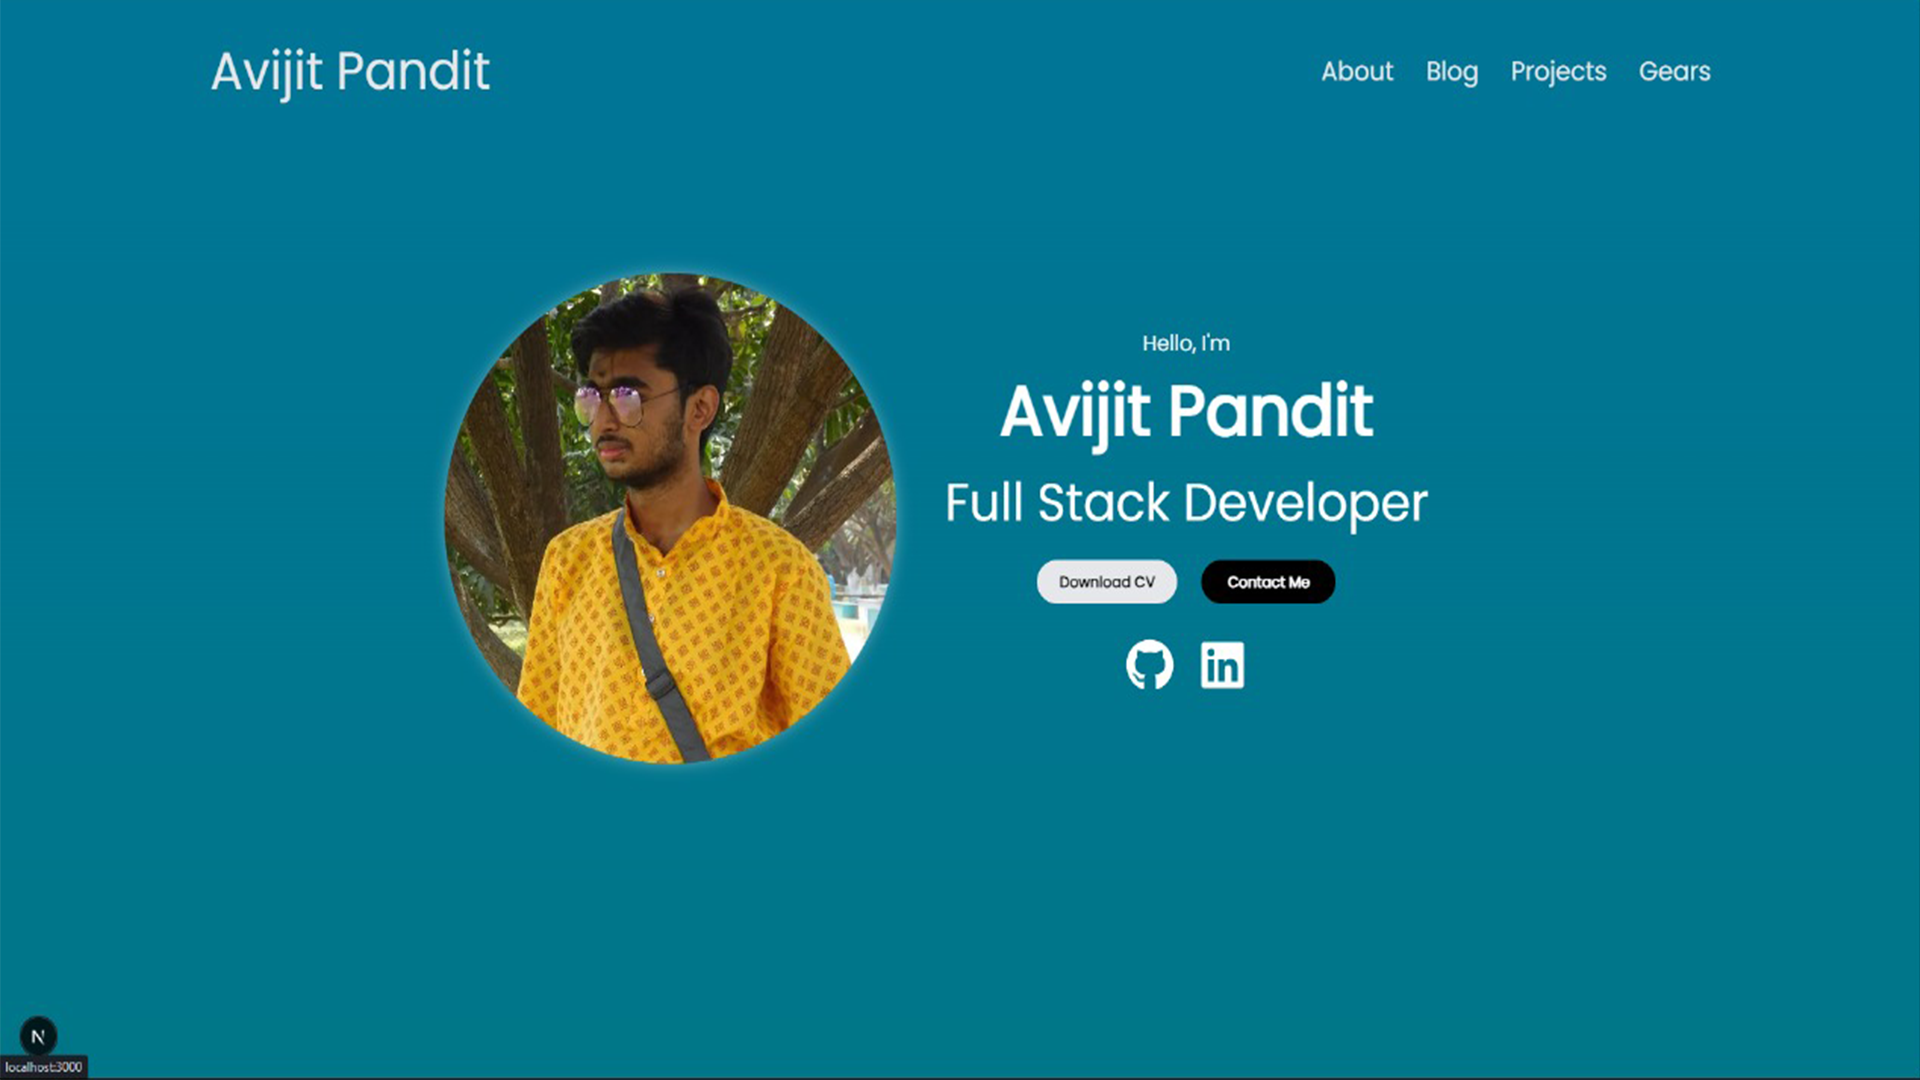 Avijit Pandit
About Blog Projects Gears
Hello, I'm
Avijit Pandit
Full Stack Developer
Download CV Contact Me
in
N
localhost:3000